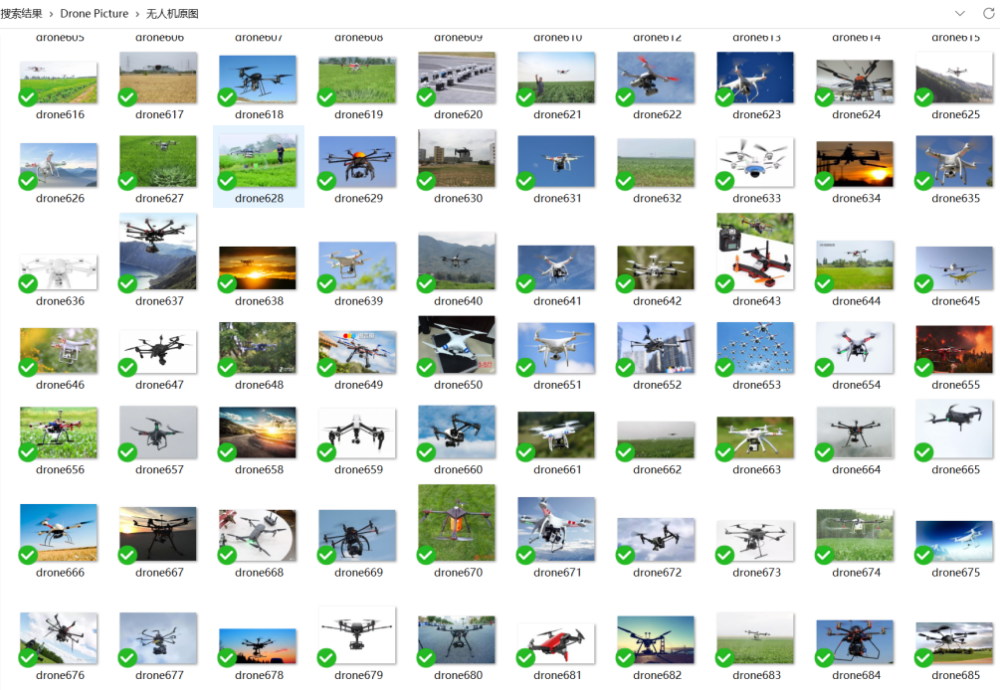 搜索结果 › Drone Picture › 无人机原图
drone605 drone606 drone607 drone608 drone609 drone610 drone612 drone613 drone614 drone615
drone616 drone617 drone618 drone619 drone620 drone621 drone622 drone623 drone624 drone625
drone626 drone627 drone628 drone629 drone630 drone631 drone632 drone633 drone634 drone635
drone636 drone637 drone638 drone639 drone640 drone641 drone642 drone643 drone644 drone645
drone646 drone647 drone648 drone649 drone650 drone651 drone652 drone653 drone654 drone655
drone656 drone657 drone658 drone659 drone660 drone661 drone662 drone663 drone664 drone665
drone666 drone667 drone668 drone669 drone670 drone671 drone672 drone673 drone674 drone675
drone676 drone677 drone678 drone679 drone680 drone681 drone682 drone683 drone684 drone685